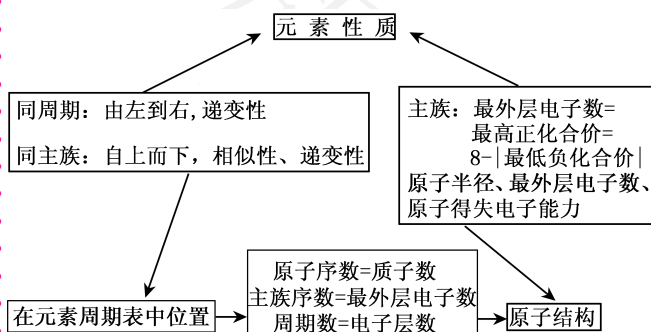 元素性质
同周期：由左到右,递变性
同主族：自上而下，相似性、递变性
主族：最外层电子数=
最高正化合价=
8-|最低负化合价|
原子半径、最外层电子数、
原子得失电子能力
在元素周期表中位置
原子序数=质子数
主族序数=最外层电子数
周期数=电子层数
原子结构